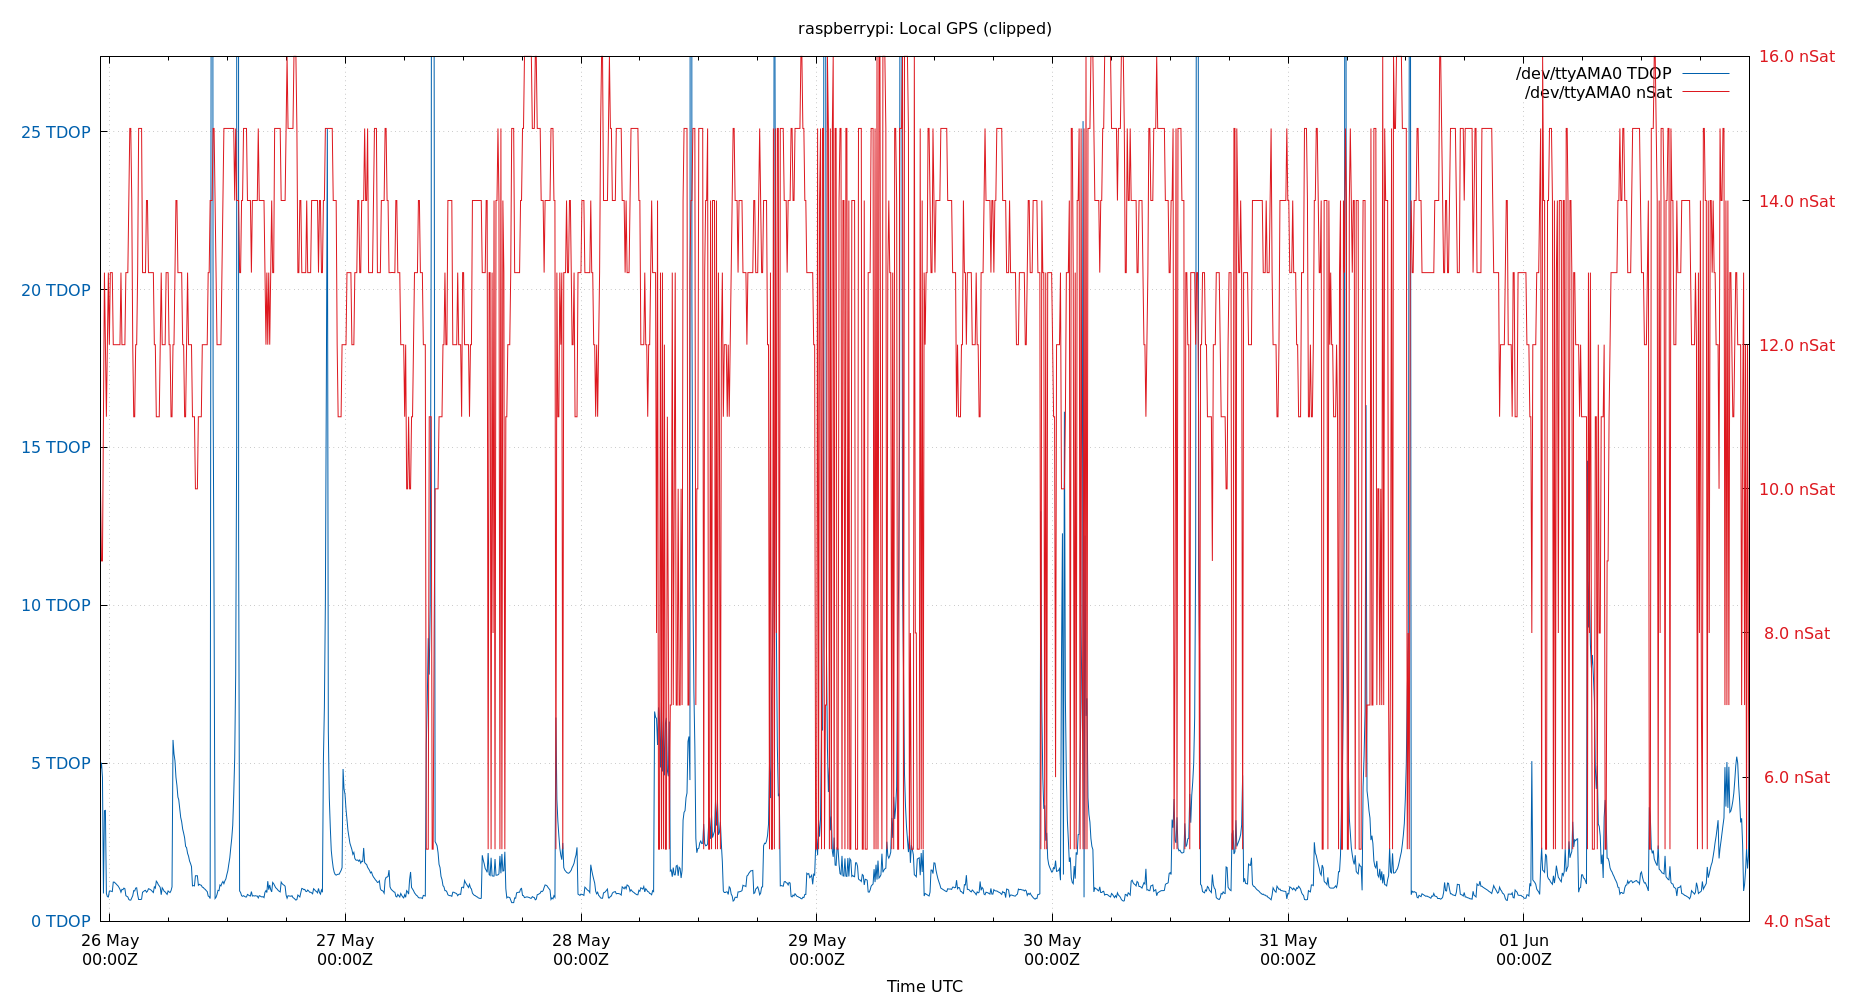 raspberrypi: Local GPS (clipped)
16.0 nSat
/dev/ttyAMA0 TDOP
/dev/ttyAMA0 nSat
25 TDOP
14.0 nSat
20 TDOP
12.0 nSat
15 TDOP
10.0 nSat
10 TDOP
8.0 nSat
5 TDOP
6.0 nSat
0 TDOP
4.0 nSat
26 May 27 May 28 May 29 May 30 May 31 May 01 Jun
00:00Z 00:00Z 00:00Z 00:00Z 00:00Z 00:00Z 00:00Z
Time UTC